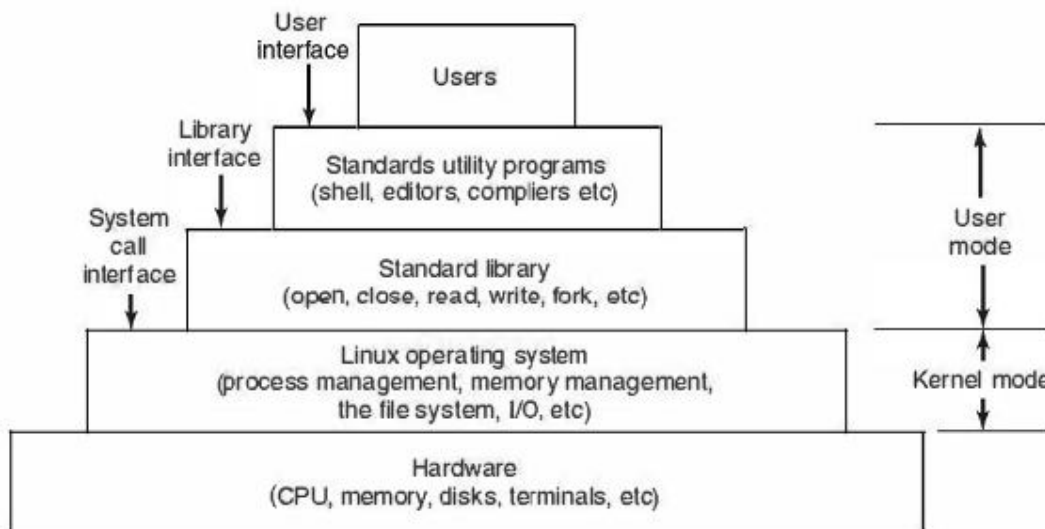 User
interface
Users
Library
interface
Standards utility programs
(shell, editors, compliers etc)
System
call
interface
User
mode
Standard library
(open, close, read, write, fork, etc)
Linux operating system
(process management, memory management,
the file system, I/O, etc)
Kernel mode
Hardware
(CPU, memory, disks, terminals, etc)